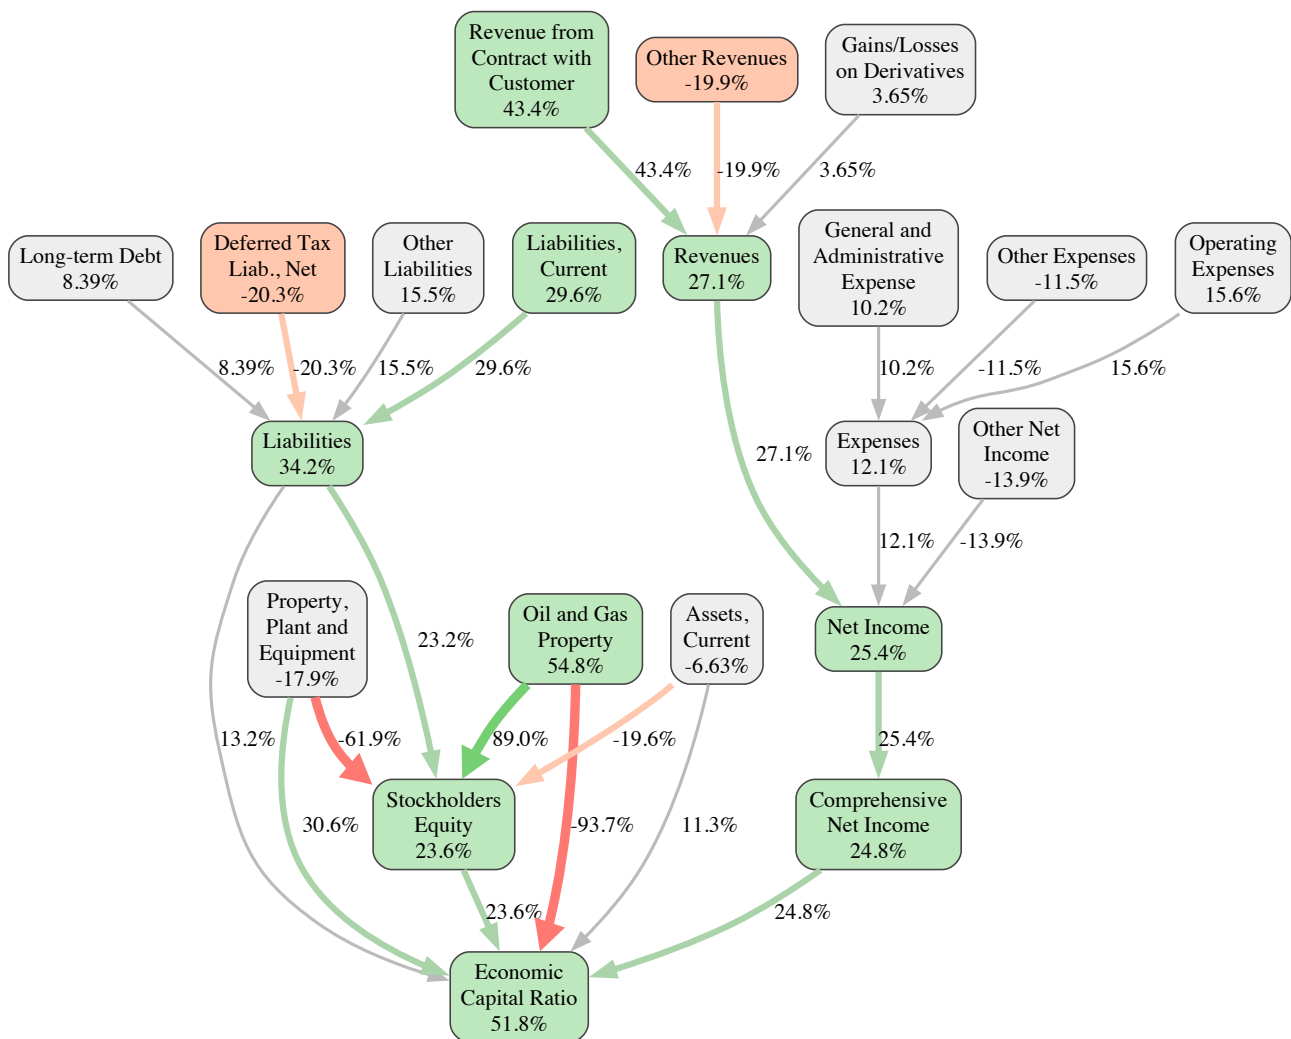 Revenue from
Contract with
Customer
43.4%
Other Revenues
-19.9%
Gains/Losses
on Derivatives
3.65%
43.4%
-19.9%
3.65%
Long-term Debt
8.39%
Deferred Tax
Liab., Net
-20.3%
Other
Liabilities
15.5%
Liabilities,
Current
29.6%
Revenues
27.1%
General and
Administrative
Expense
10.2%
Other Expenses
-11.5%
Operating
Expenses
15.6%
8.39%
-20.3%
15.5%
29.6%
10.2%
-11.5%
15.6%
Liabilities
34.2%
27.1%
Expenses
12.1%
Other Net
Income
-13.9%
12.1%
-13.9%
Property,
Plant and
Equipment
-17.9%
23.2%
Oil and Gas
Property
54.8%
Assets,
Current
-6.63%
Net Income
25.4%
13.2%
-61.9%
89.0%
-19.6%
25.4%
30.6%
Stockholders
Equity
23.6%
-93.7%
11.3%
Comprehensive
Net Income
24.8%
23.6%
24.8%
Economic
Capital Ratio
51.8%